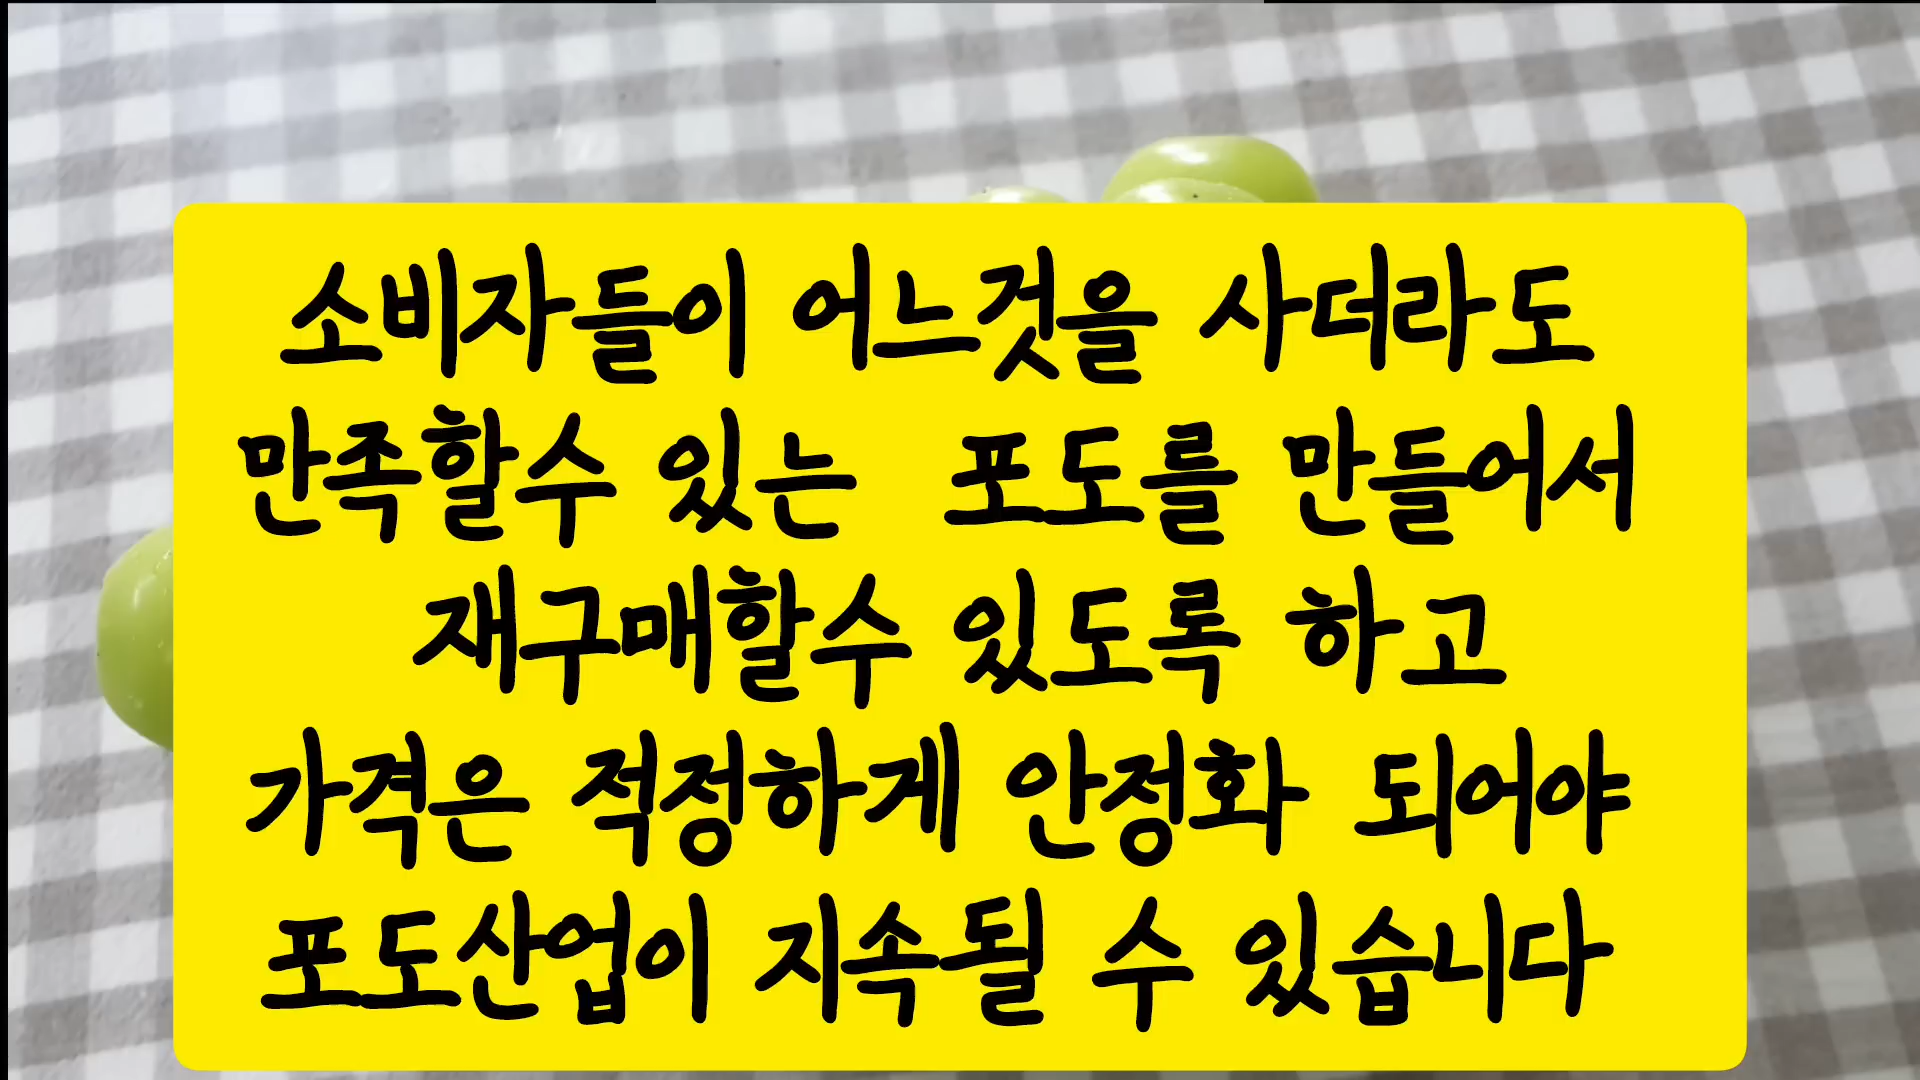 소비자들이 어느것을 사더라도
만족할수 있는 포도를 만들어서
재구매할수 있도록 하고
가격은 적정하게 안정화 되어야
포도산업이 지속될 수 있습니다